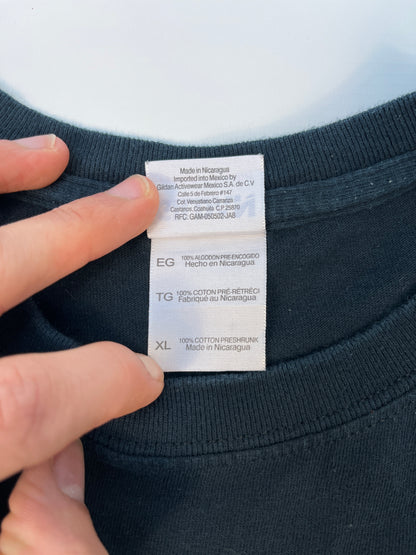 Made in Nicaragua
Imported into Mexico by
Gildan Activewear Mexico S.A. de C.V
Calle 5 de Febrero #147
Col. Venustiano Carranza
Castanos, Coahuila C.P. 25870
RFC: GAM-050502-JA8
EG 100% ALGODON PRE-ENCOGIDO
Hecho en Nicaragua
TG 100% COTON PRÉ-RÉTRÉCI
Fabriqué au Nicaragua
XL 100% COTTON PRESHRUNK
Made in Nicaragua